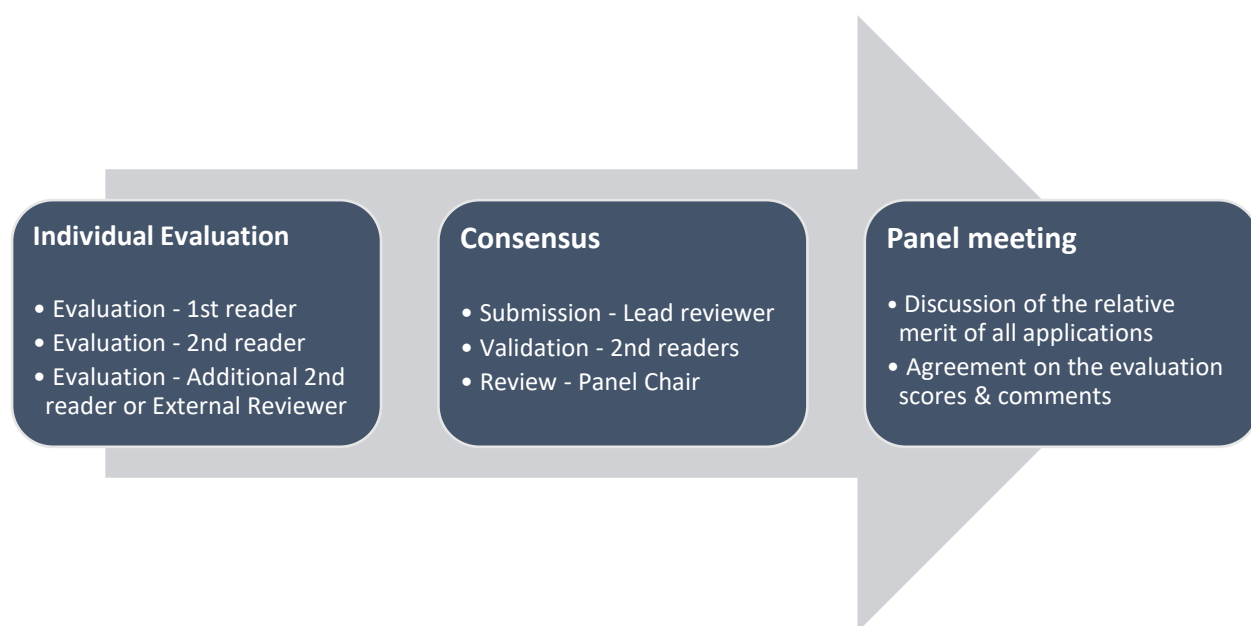 Individual Evaluation
• Evaluation - 1st reader
• Evaluation - 2nd reader
• Evaluation - Additional 2nd
reader or External Reviewer
Consensus
• Submission - Lead reviewer
• Validation - 2nd readers
• Review - Panel Chair
Panel meeting
• Discussion of the relative
merit of all applications
• Agreement on the evaluation
scores & comments